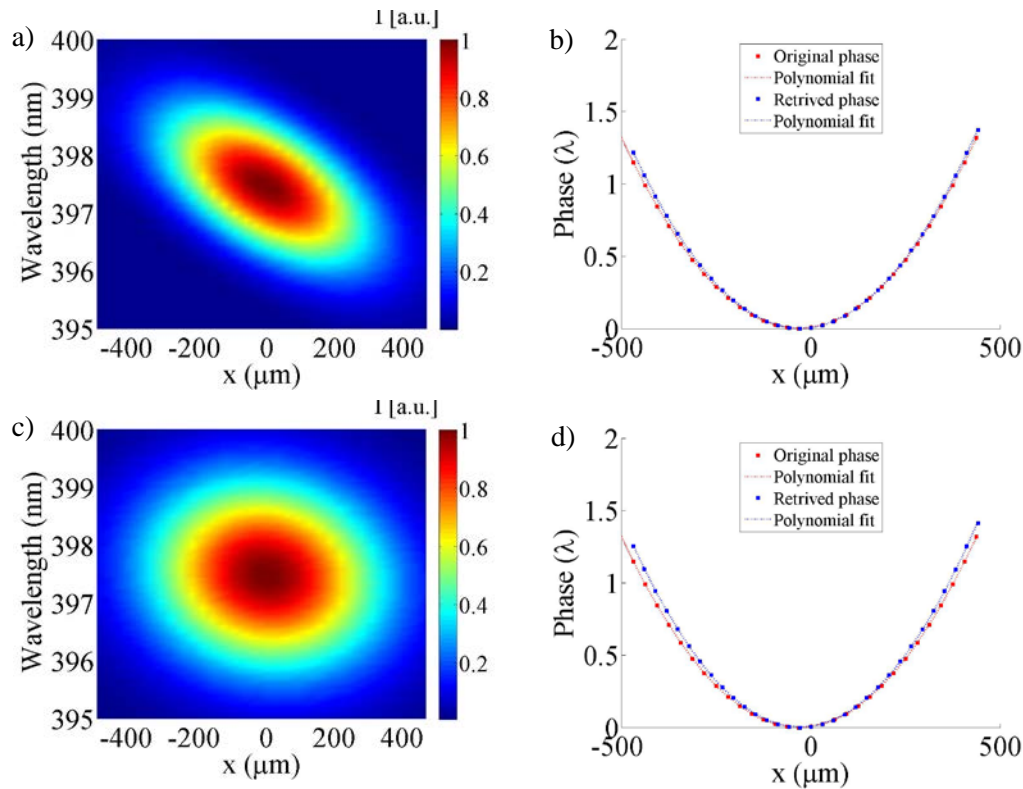 a)
I [a.u.]
400
399
398
397
396
395
Wavelength (nm)
-400 -200 0 200 400
x (μm)
1
0.8
0.6
0.4
0.2
b)
2
1.5
1
0.5
0
Phase (λ)
-500 0 500
x (μm)
Original phase
Polynomial fit
Retrived phase
Polynomial fit
c)
I [a.u.]
400
399
398
397
396
395
Wavelength (nm)
-400 -200 0 200 400
x (μm)
1
0.8
0.6
0.4
0.2
d)
2
1.5
1
0.5
0
Phase (λ)
-500 0 500
x (μm)
Original phase
Polynomial fit
Retrived phase
Polynomial fit